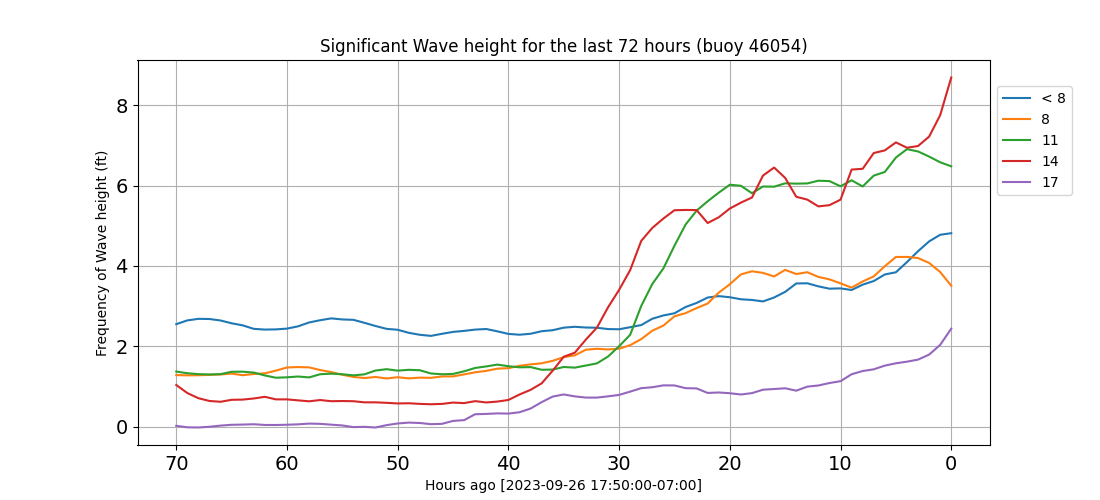 Significant Wave height for the last 72 hours (buoy 46054)
Frequency of Wave height (ft)
8
6
4
2
0
70 60 50 40 30 20 10 0
Hours ago [2023-09-26 17:50:00-07:00]
< 8
8
11
14
17